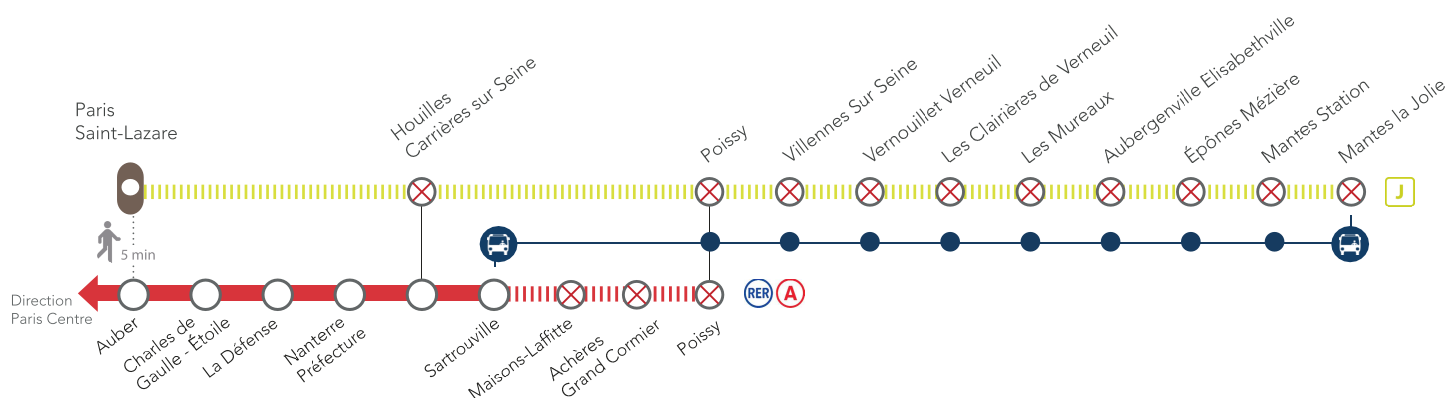 Paris
Saint-Lazare
Houilles
Carrières sur Seine
Poissy
Villennes Sur Seine
Vernouillet Verneuil
Les Clairières de Verneuil
Les Mureaux
Aubergenville Elisabethville
Épônes Mézière
Mantes Station
Mantes la Jolie
J
5 min
Direction
Paris Centre
Auber
Charles de
Gaulle - Étoile
La Défense
Nanterre
Préfecture
Sartrouville
Maisons-Laffitte
Achères
Grand Cormier
Poissy
RER
A